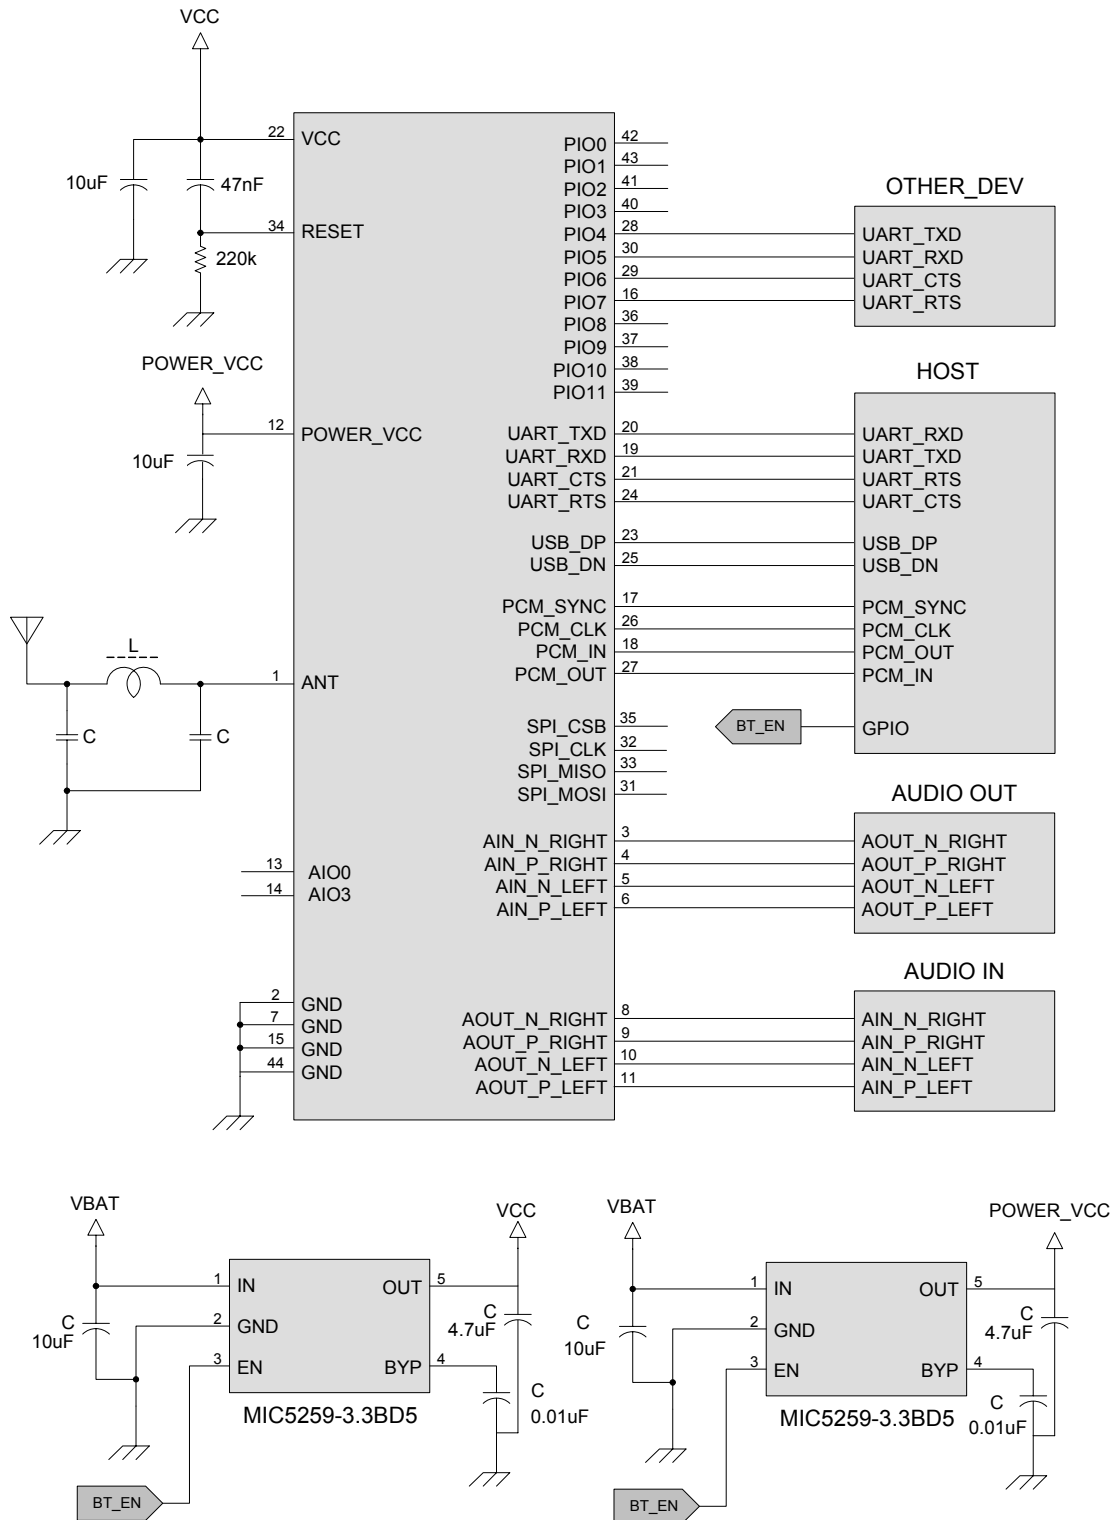 VCC
22 VCC
10uF
47nF
34 RESET
220k
POWER_VCC
12 POWER_VCC
10uF
L
1 ANT
C
C
13 AIO0
14 AIO3
2 GND
7 GND
15 GND
44 GND
PIO0 42
PIO1 43
PIO2 41
PIO3 40
PIO4 28
PIO5 30
PIO6 29
PIO7 16
PIO8 36
PIO9 37
PIO10 38
PIO11 39
UART_TXD 20
UART_RXD 19
UART_CTS 21
UART_RTS 24
USB_DP 23
USB_DN 25
PCM_SYNC 17
PCM_CLK 26
PCM_IN 18
PCM_OUT 27
SPI_CSB 35
SPI_CLK 32
SPI_MISO 33
SPI_MOSI 31
AIN_N_RIGHT 3
AIN_P_RIGHT 4
AIN_N_LEFT 5
AIN_P_LEFT 6
AOUT_N_RIGHT 8
AOUT_P_RIGHT 9
AOUT_N_LEFT 10
AOUT_P_LEFT 11
OTHER_DEV
UART_TXD
UART_RXD
UART_CTS
UART_RTS
HOST
UART_RXD
UART_TXD
UART_RTS
UART_CTS
USB_DP
USB_DN
PCM_SYNC
PCM_CLK
PCM_OUT
PCM_IN
BT_EN
GPIO
AUDIO OUT
AOUT_N_RIGHT
AOUT_P_RIGHT
AOUT_N_LEFT
AOUT_P_LEFT
AUDIO IN
AIN_N_RIGHT
AIN_P_RIGHT
AIN_N_LEFT
AIN_P_LEFT
VBAT
VCC
1 IN
OUT 5
C
10uF
2 GND
C
4.7uF
3 EN
BYP 4
C
0.01uF
MIC5259-3.3BD5
BT_EN
VBAT
POWER_VCC
1 IN
OUT 5
C
10uF
2 GND
C
4.7uF
3 EN
BYP 4
C
0.01uF
MIC5259-3.3BD5
BT_EN